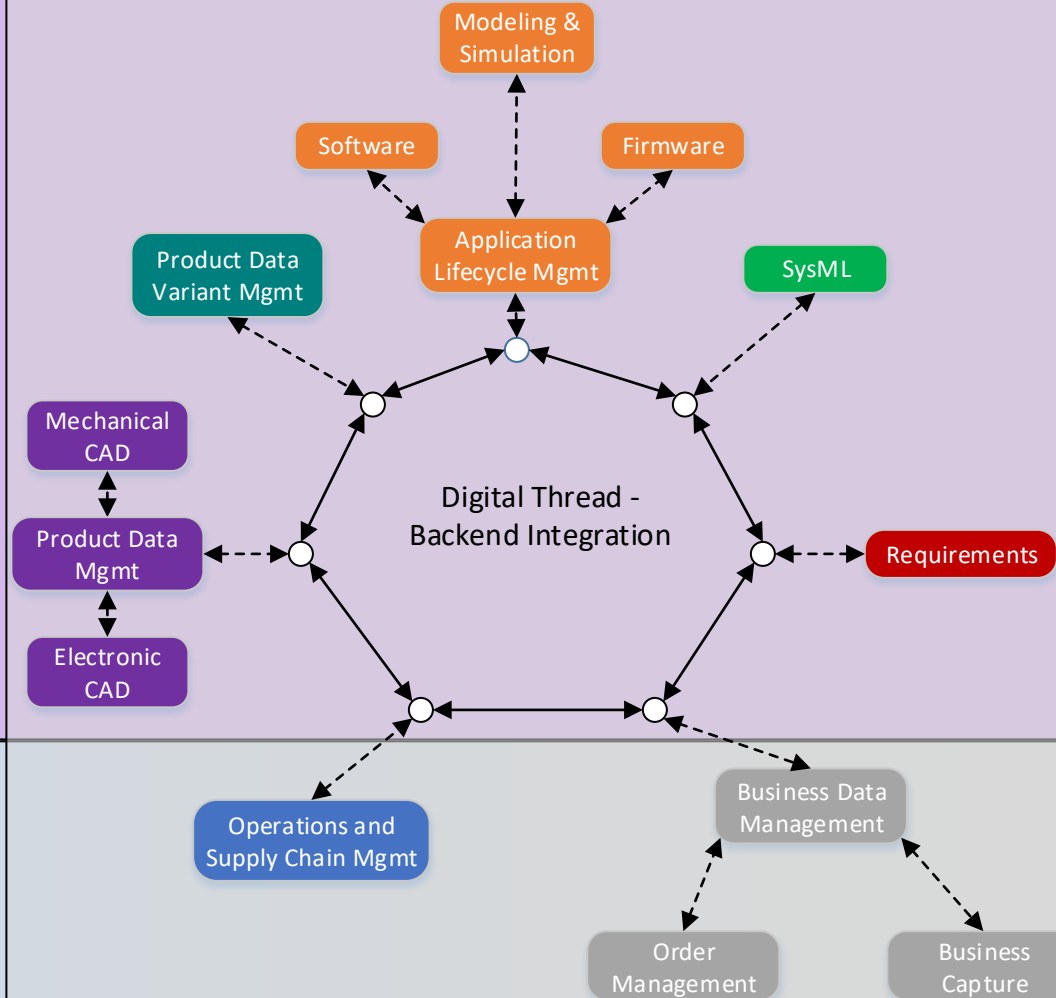 Modeling &
Simulation
Software
Firmware
Application
Lifecycle Mgmt
Product Data
Variant Mgmt
SysML
Mechanical
CAD
Digital Thread -
Backend Integration
Product Data
Mgmt
Requirements
Electronic
CAD
Business Data
Management
Operations and
Supply Chain Mgmt
Order
Management
Business
Capture